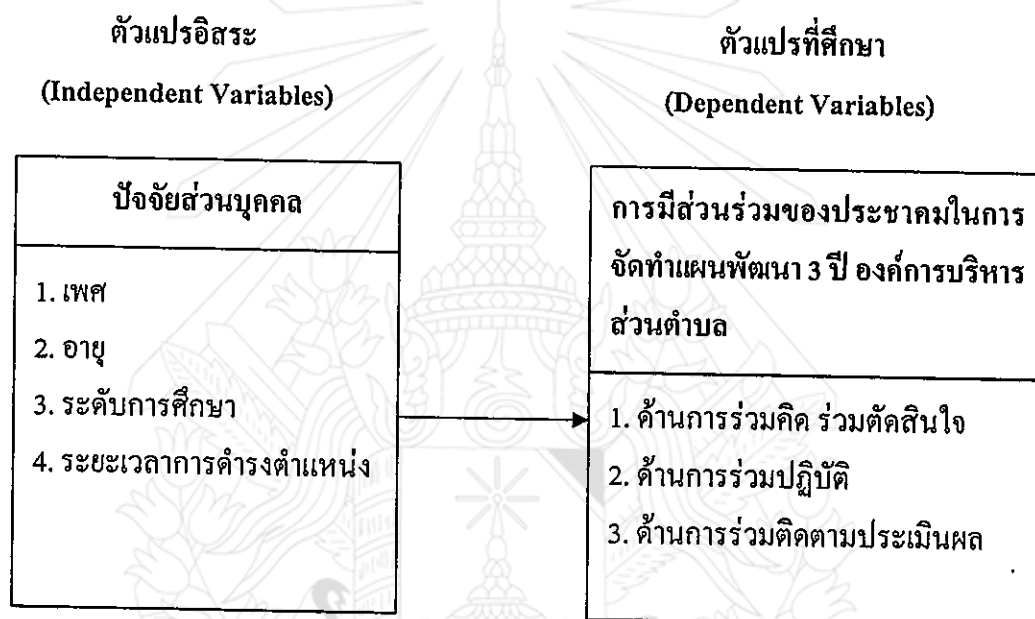 ตัวแปรอิสระ
(Independent Variables)
ปัจจัยส่วนบุคคล
1. เพศ
2. อายุ
3. ระดับการศึกษา
4. ระยะเวลาการดำรงตำแหน่ง
ตัวแปรที่ศึกษา
(Dependent Variables)
การมีส่วนร่วมของประชาคมในการ
จัดทำแผนพัฒนา 3 ปี องค์การบริหาร
ส่วนตำบล
1. ด้านการร่วมคิด ร่วมตัดสินใจ
2. ด้านการร่วมปฏิบัติ
3. ด้านการร่วมติดตามประเมินผล